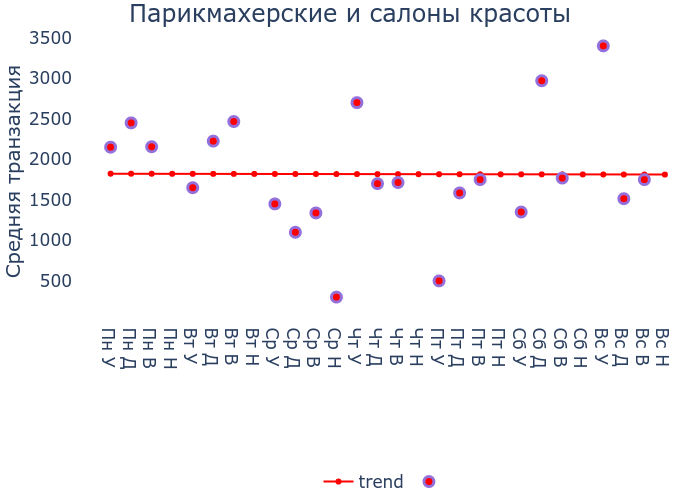 Парикмахерские и салоны красоты
Средняя транзакция
3500
3000
2500
2000
1500
1000
500
Пн У
Пн Д
Пн В
Пн Н
Вт У
Вт Д
Вт В
Вт Н
Ср У
Ср Д
Ср В
Ср Н
Чт У
Чт Д
Чт В
Чт Н
Пт У
Пт Д
Пт В
Пт Н
Сб У
Сб Д
Сб В
Сб Н
Вс У
Вс Д
Вс В
Вс Н
trend